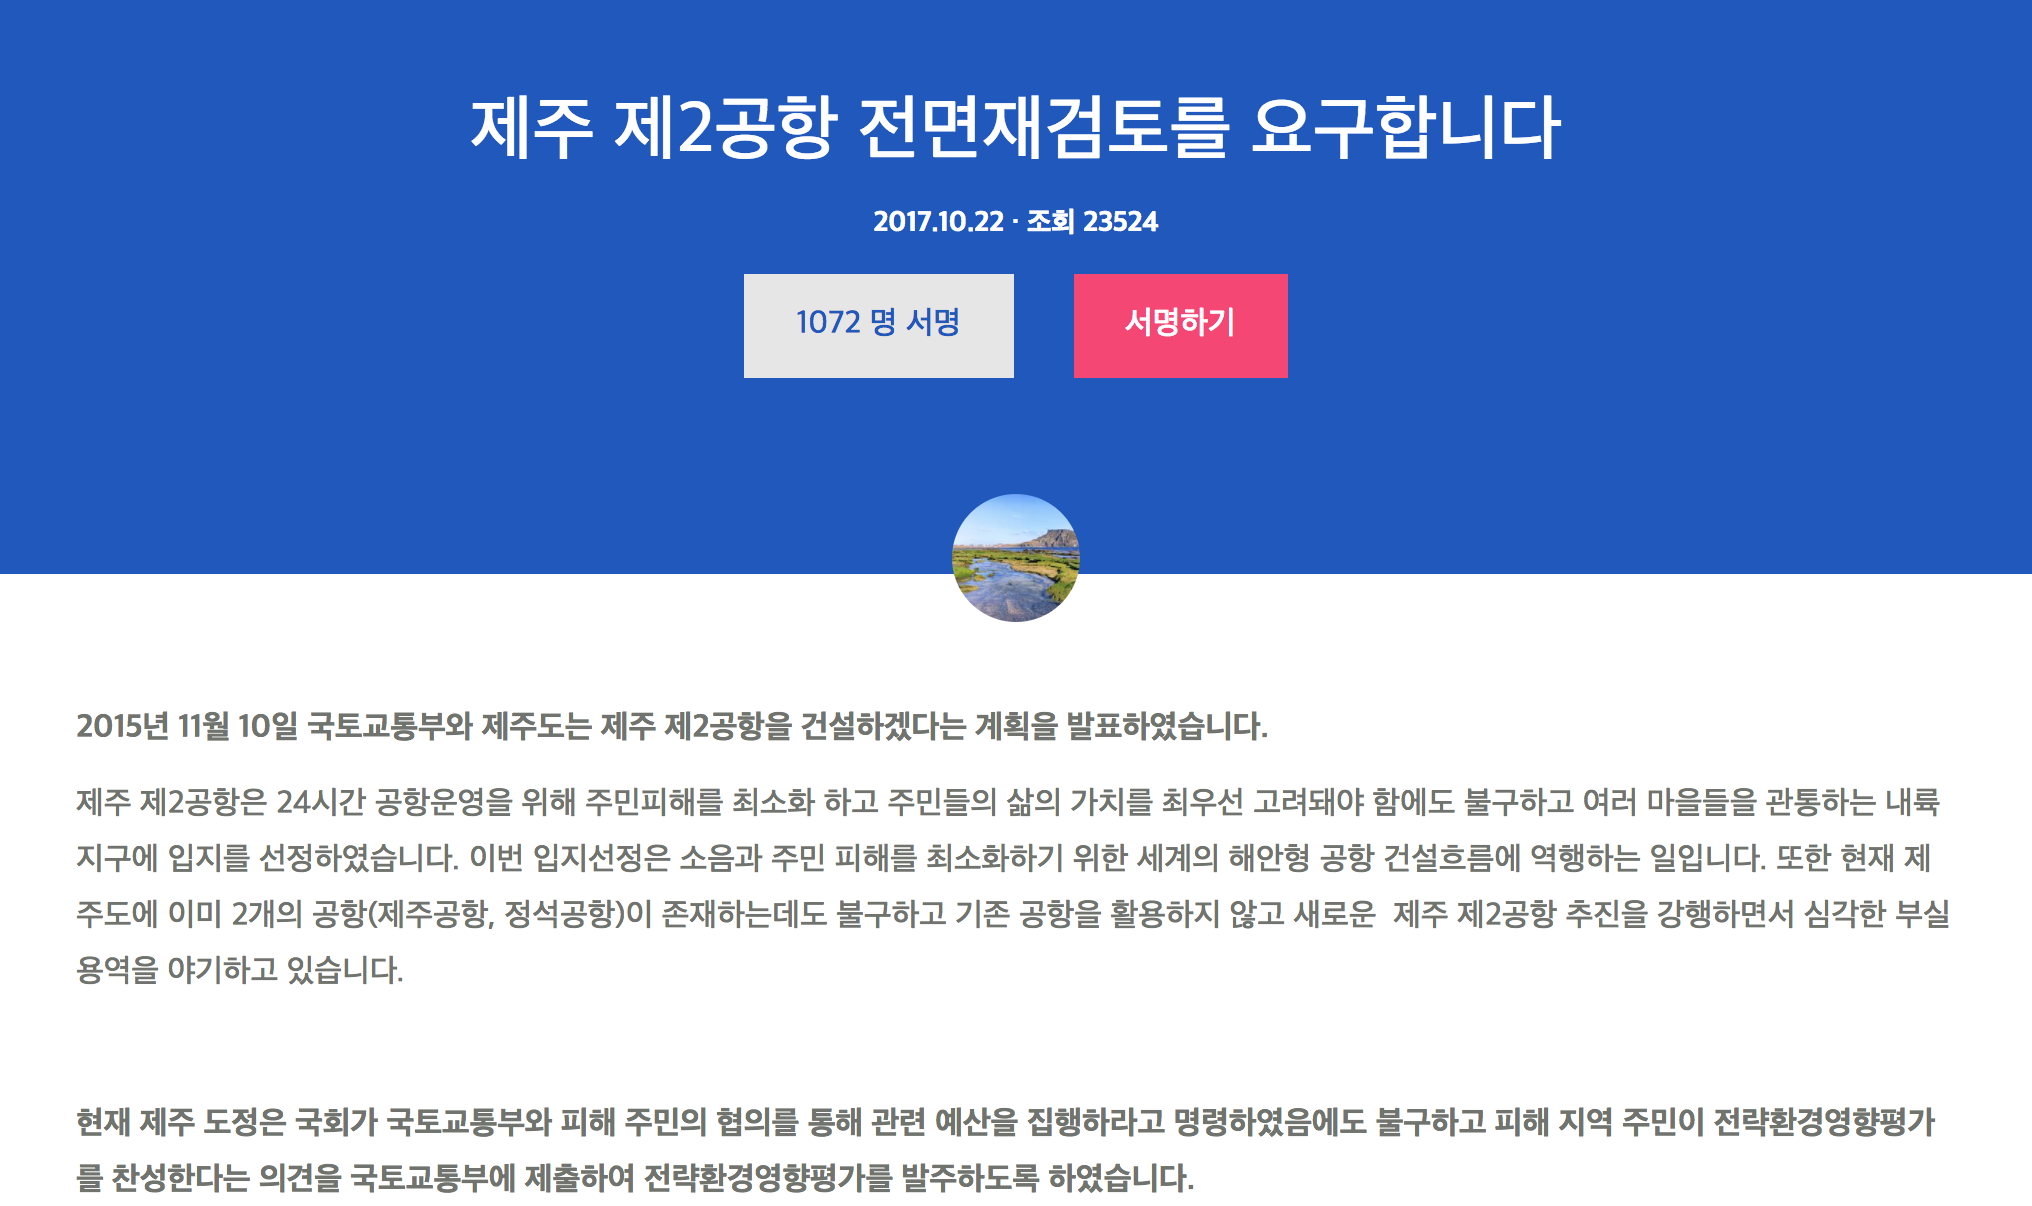 제주 제2공항 전면재검토를 요구합니다
2017.10.22 · 조회 23524
1072 명 서명
서명하기
2015년 11월 10일 국토교통부와 제주도는 제주 제2공항을 건설하겠다는 계획을 발표하였습니다.
제주 제2공항은 24시간 공항운영을 위해 주민피해를 최소화 하고 주민들의 삶의 가치를 최우선 고려돼야 함에도 불구하고 여러 마을들을 관통하는 내륙
지구에 입지를 선정하였습니다. 이번 입지선정은 소음과 주민 피해를 최소화하기 위한 세계의 해안형 공항 건설흐름에 역행하는 일입니다. 또한 현재 제
주도에 이미 2개의 공항(제주공항, 정석공항)이 존재하는데도 불구하고 기존 공항을 활용하지 않고 새로운  제주 제2공항 추진을 강행하면서 심각한 부실
용역을 야기하고 있습니다.
현재 제주 도정은 국회가 국토교통부와 피해 주민의 협의를 통해 관련 예산을 집행하라고 명령하였음에도 불구하고 피해 지역 주민이 전략환경영향평가
를 찬성한다는 의견을 국토교통부에 제출하여 전략환경영향평가를 발주하도록 하였습니다.